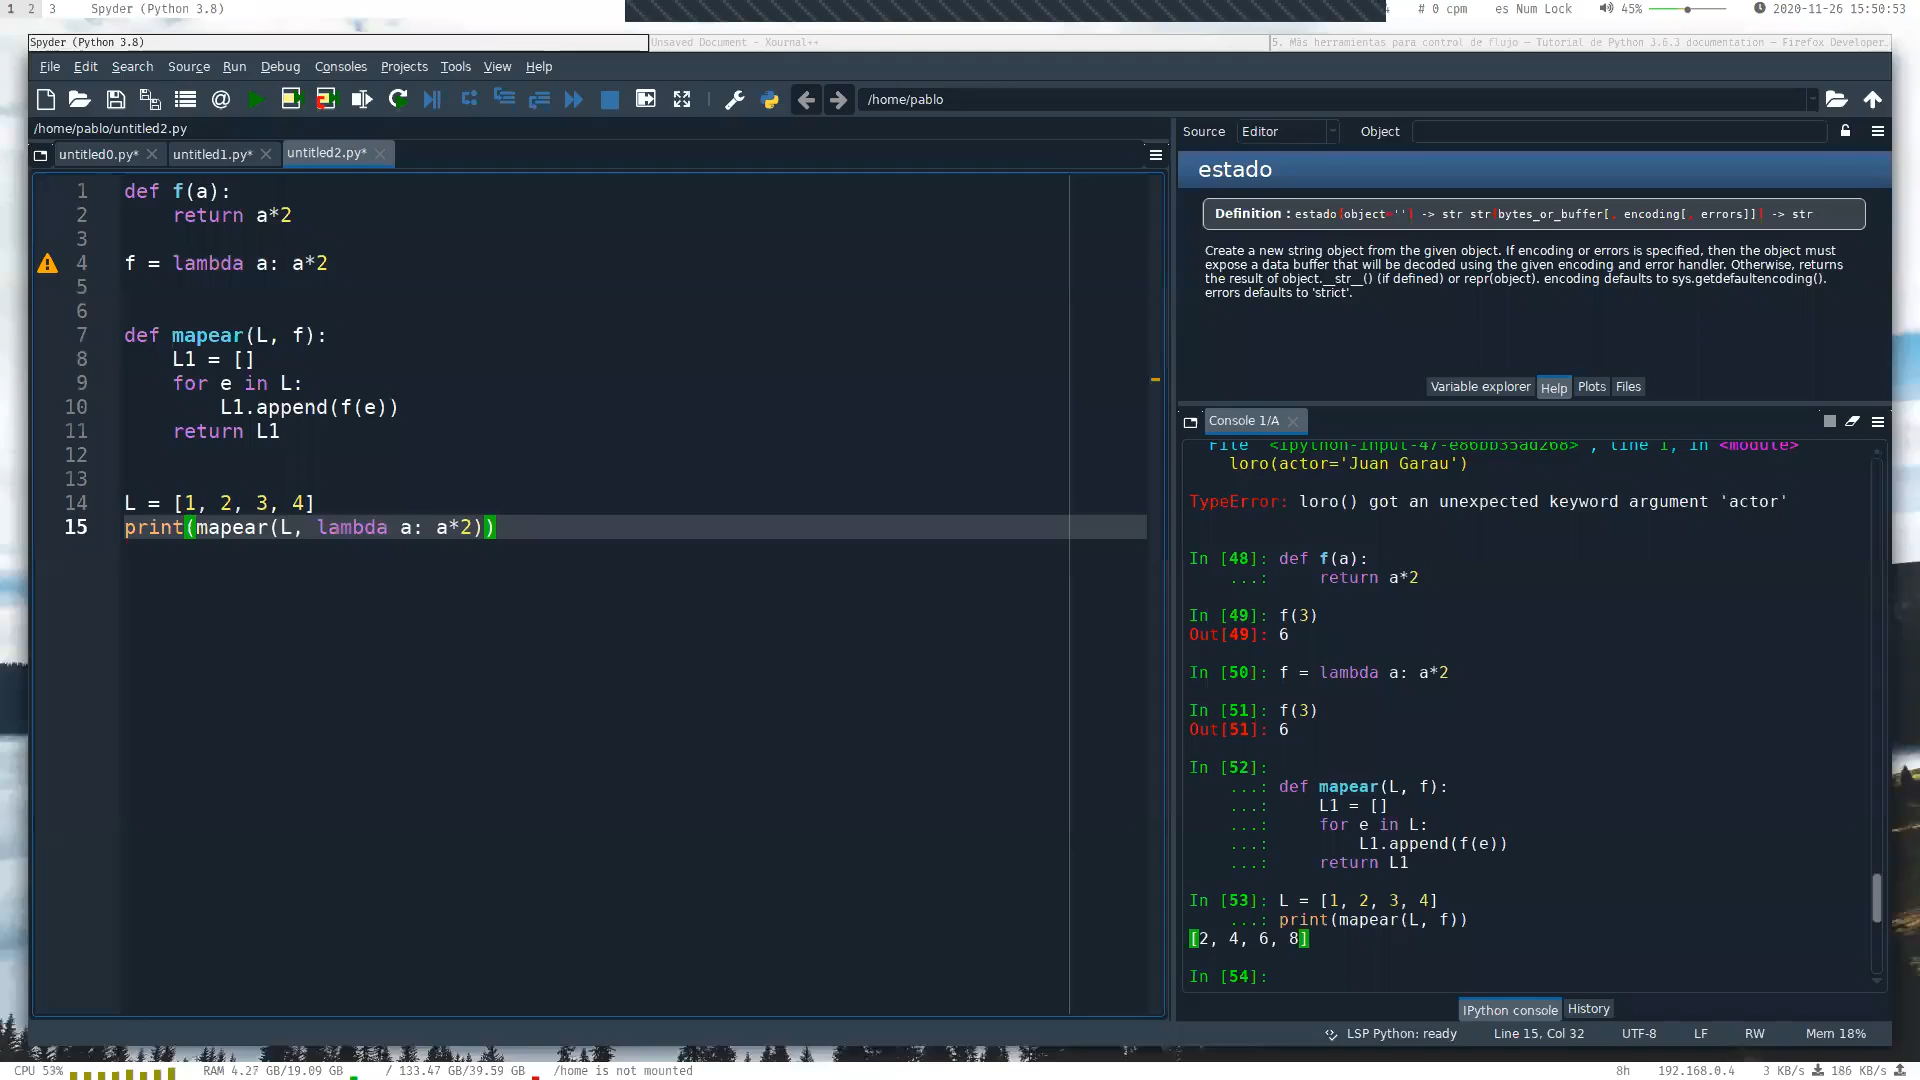 1 2 3 Spyder (Python 3.8)
# 0 cpm es Num Lock 45% 2020-11-26 15:50:53
Spyder (Python 3.8)
Unsaved Document - Xournal++
5. Más herramientas para control de flujo — Tutorial de Python 3.6.3 documentation — Firefox Developer...
File Edit Search Source Run Debug Consoles Projects Tools View Help
/home/pablo
/home/pablo/untitled2.py
untitled0.py* untitled1.py* untitled2.py*
1 def f(a):
2 return a*2
3
4 f = lambda a: a*2
5
6
7 def mapear(L, f):
8 L1 = []
9 for e in L:
10 L1.append(f(e))
11 return L1
12
13
14 L = [1, 2, 3, 4]
15 print(mapear(L, lambda a: a*2))
Source Editor Object
estado
Definition : estado(object='') -> str str(bytes_or_buffer[, encoding[, errors]]) -> str
Create a new string object from the given object. If encoding or errors is specified, then the object must
expose a data buffer that will be decoded using the given encoding and error handler. Otherwise, returns
the result of object.__str__() (if defined) or repr(object). encoding defaults to sys.getdefaultencoding().
errors defaults to 'strict'.
Variable explorer Help Plots Files
Console 1/A
File "<ipython-input-47-e86bb35ad268>", line 1, in <module>
loro(actor='Juan Garau')
TypeError: loro() got an unexpected keyword argument 'actor'
In [48]: def f(a):
...: return a*2
In [49]: f(3)
Out[49]: 6
In [50]: f = lambda a: a*2
In [51]: f(3)
Out[51]: 6
In [52]:
...: def mapear(L, f):
...: L1 = []
...: for e in L:
...: L1.append(f(e))
...: return L1
In [53]: L = [1, 2, 3, 4]
...: print(mapear(L, f))
[2, 4, 6, 8]
In [54]:
IPython console History
LSP Python: ready Line 15, Col 32 UTF-8 LF RW Mem 18%
CPU 53% RAM 4.27 GB/19.09 GB / 133.47 GB/39.59 GB /home is not mounted
8h 192.168.0.4 3 KB/s 186 KB/s